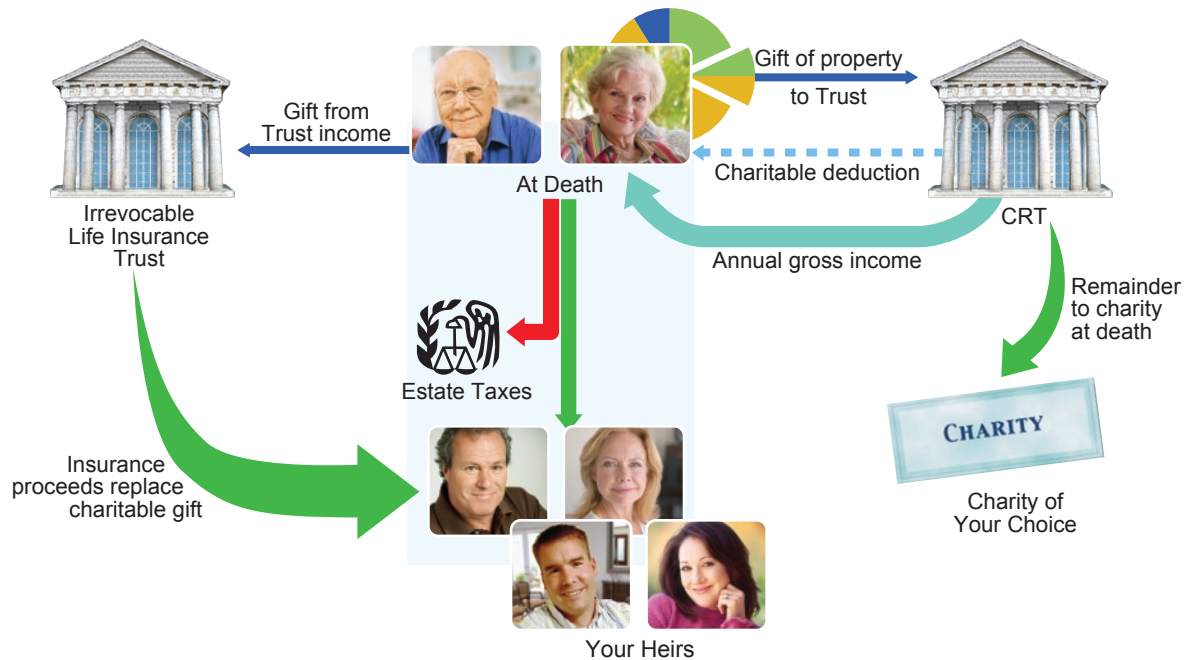 Gift of property
to Trust
Gift from
Trust income
Charitable deduction
At Death
Irrevocable
Life Insurance
Trust
CRT
Annual gross income
Remainder
to charity
at death
Estate Taxes
CHARITY
Insurance
proceeds replace
charitable gift
Charity of
Your Choice
Your Heirs